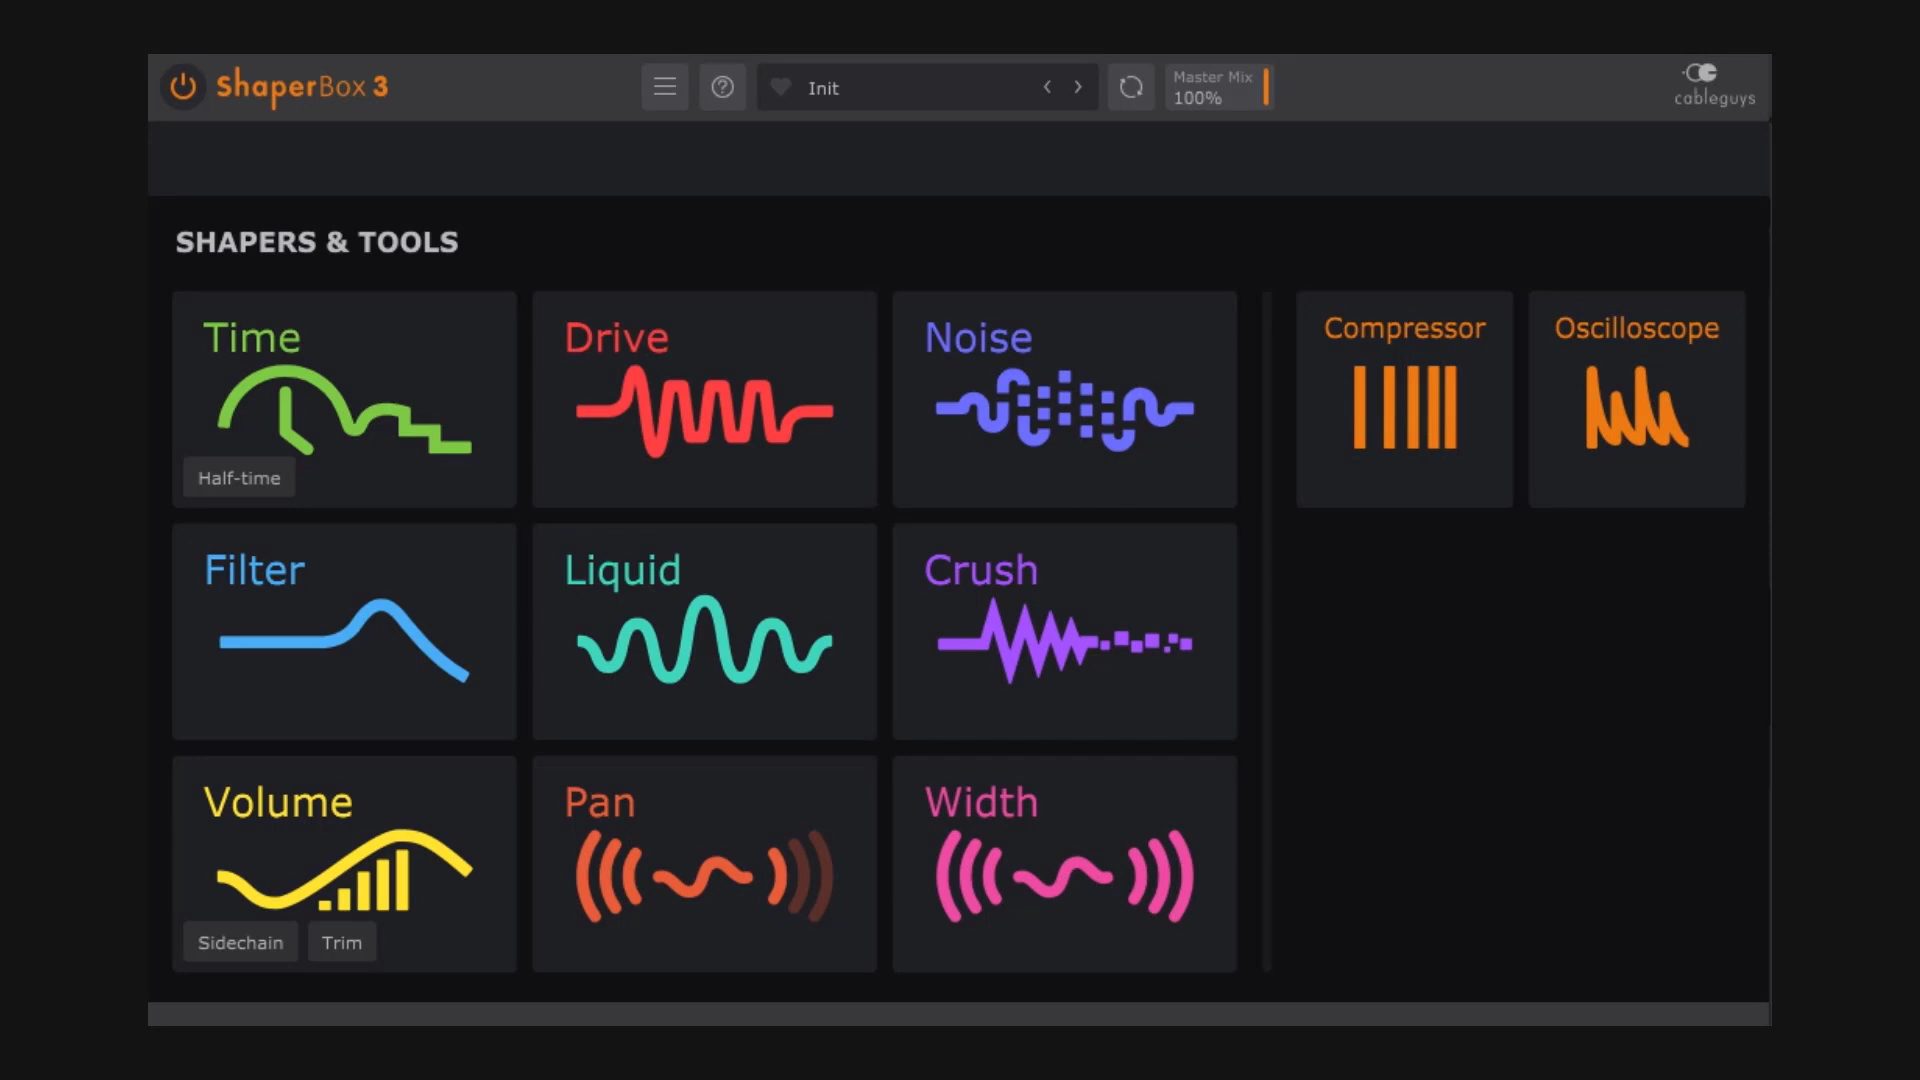 ShaperBox 3
Init
Master Mix
100%
cableguys
SHAPERS & TOOLS
Time
Half-time
Drive
Noise
Compressor
Oscilloscope
Filter
Liquid
Crush
Volume
Sidechain
Trim
Pan
Width